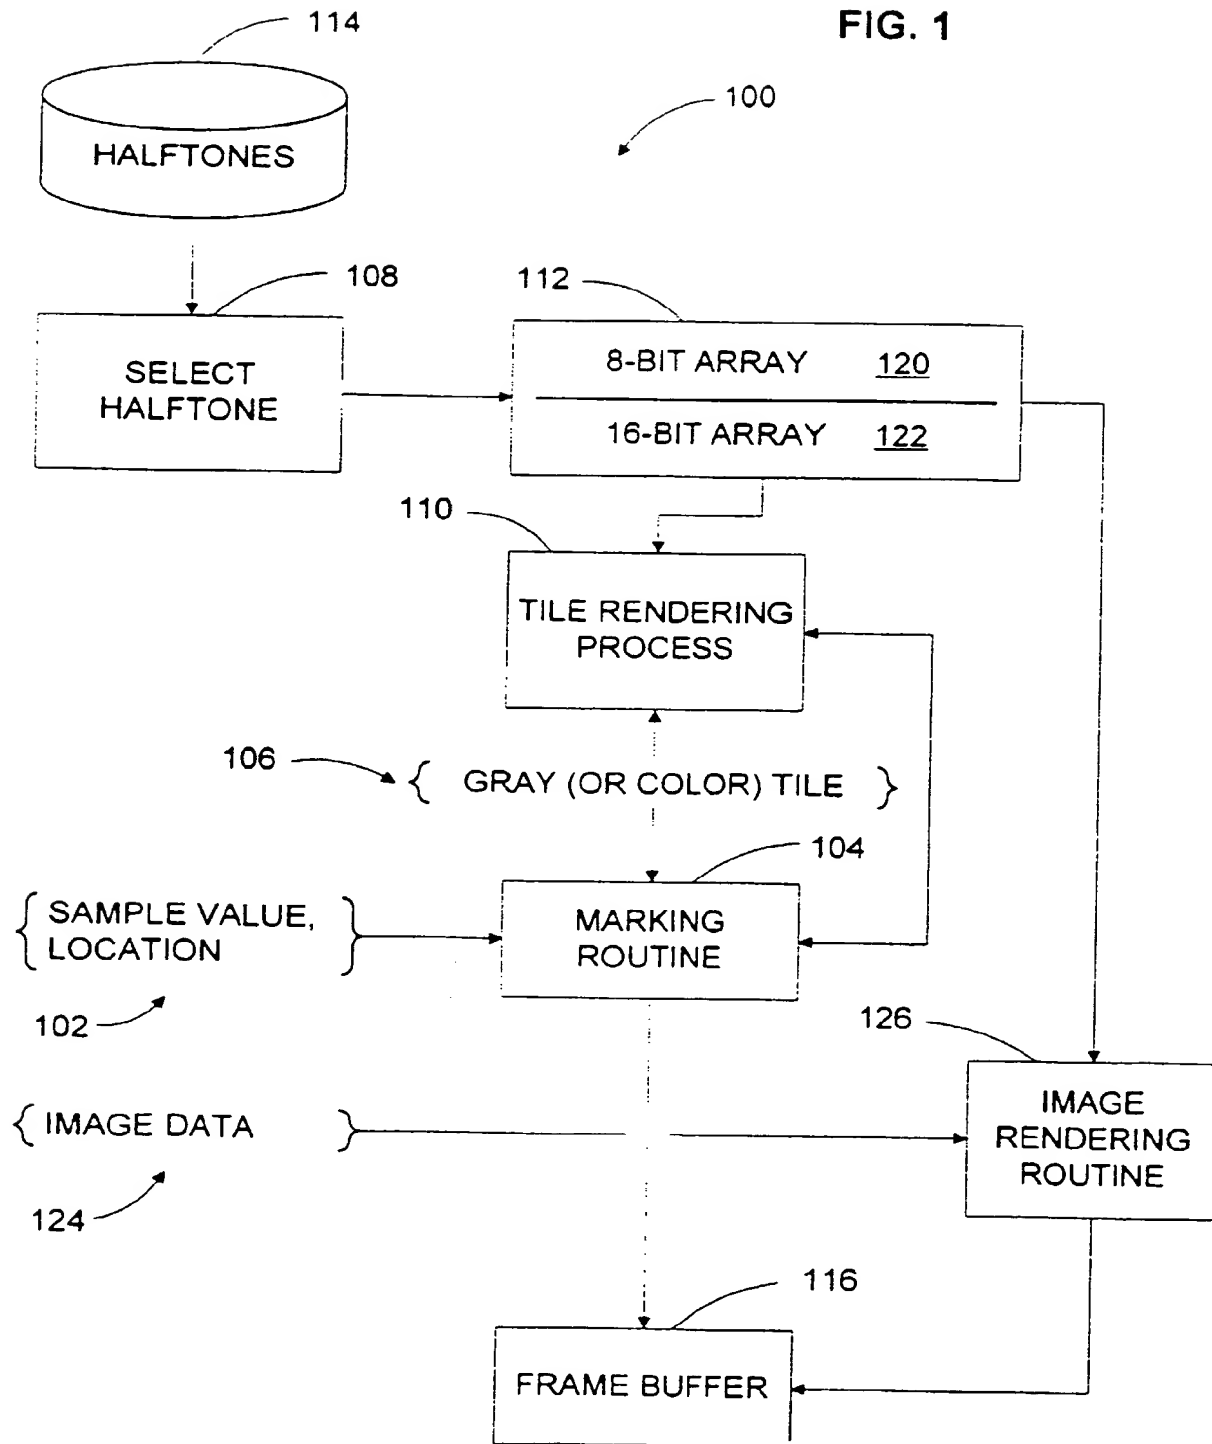 FIG. 1
114
HALFTONES
100
108
SELECT
HALFTONE
112
8-BIT ARRAY 120
16-BIT ARRAY 122
110
TILE RENDERING
PROCESS
106
{ GRAY (OR COLOR) TILE }
104
{ SAMPLE VALUE,
LOCATION }
MARKING
ROUTINE
102
126
{ IMAGE DATA }
IMAGE
RENDERING
ROUTINE
124
116
FRAME BUFFER